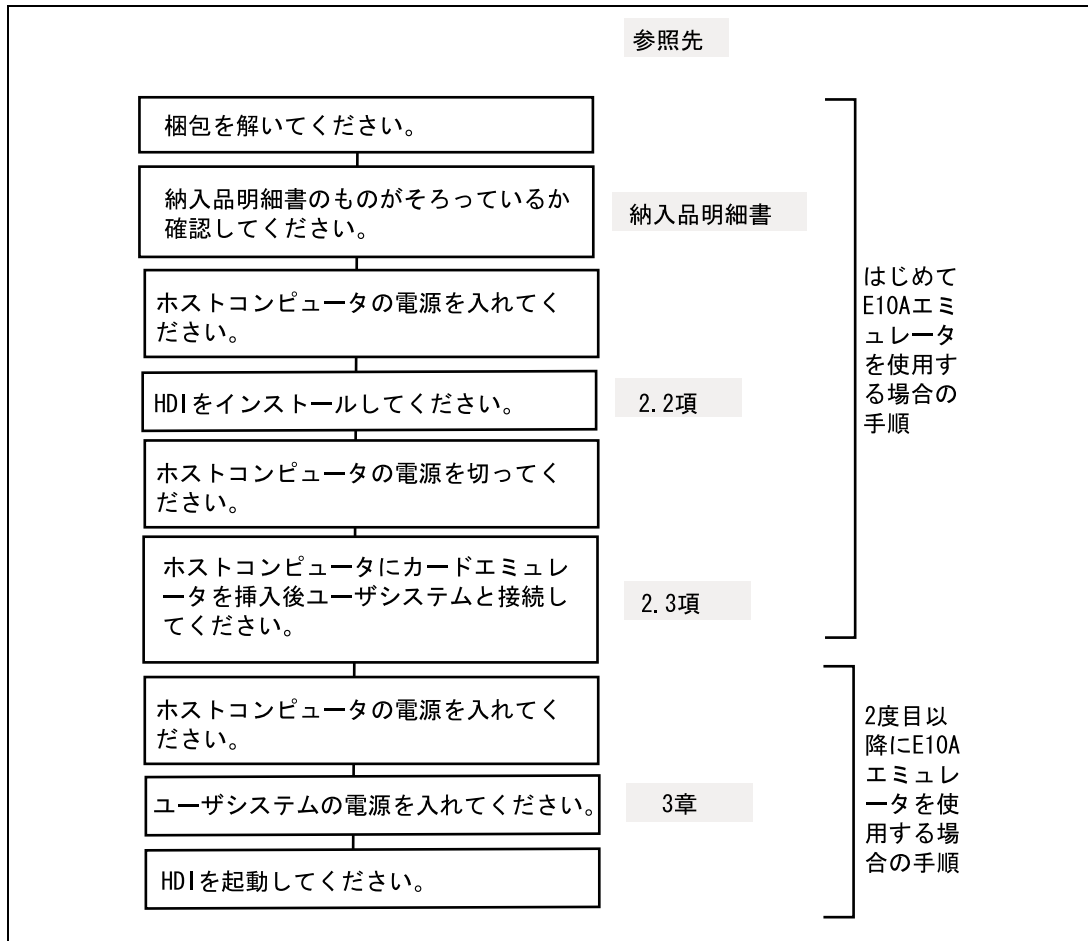 参照先
梱包を解いてください。
納入品明細書のものがそろっているか
確認してください。
納入品明細書
ホストコンピュータの電源を入れてく
ださい。
HDIをインストールしてください。
2.2項
ホストコンピュータの電源を切ってく
ださい。
ホストコンピュータにカードエミュレ
ータを挿入後ユーザシステムと接続し
てください。
2.3項
はじめて
E10Aエミ
ュレータ
を使用す
る場合の
手順
ホストコンピュータの電源を入れてく
ださい。
ユーザシステムの電源を入れてください。
3章
HDIを起動してください。
2度目以
降にE10A
エミュレ
ータを使
用する場
合の手順